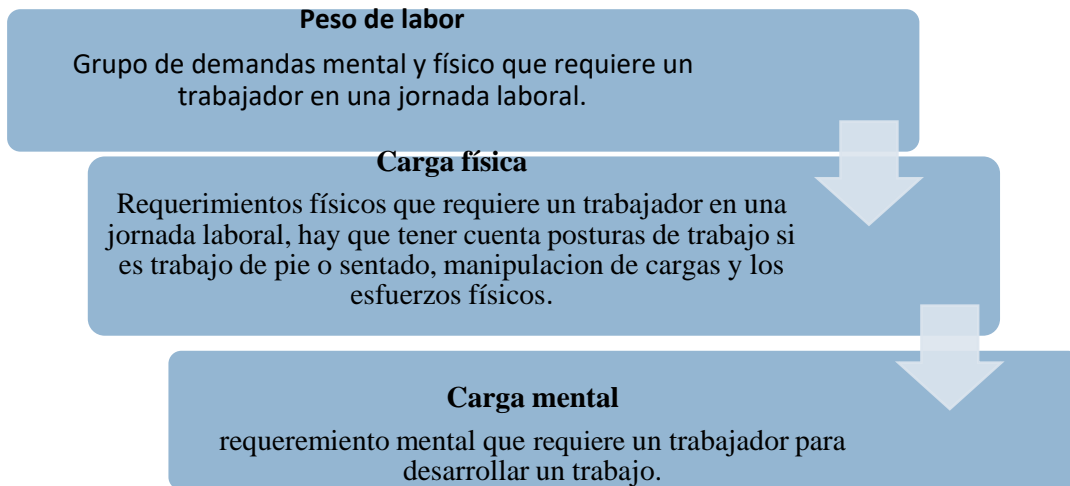 Peso de labor
Grupo de demandas mental y físico que requiere un
trabajador en una jornada laboral.
Carga física
Requerimientos físicos que requiere un trabajador en una
jornada laboral, hay que tener cuenta posturas de trabajo si
es trabajo de pie o sentado, manipulacion de cargas y los
esfuerzos físicos.
Carga mental
requeremiento mental que requiere un trabajador para
desarrollar un trabajo.